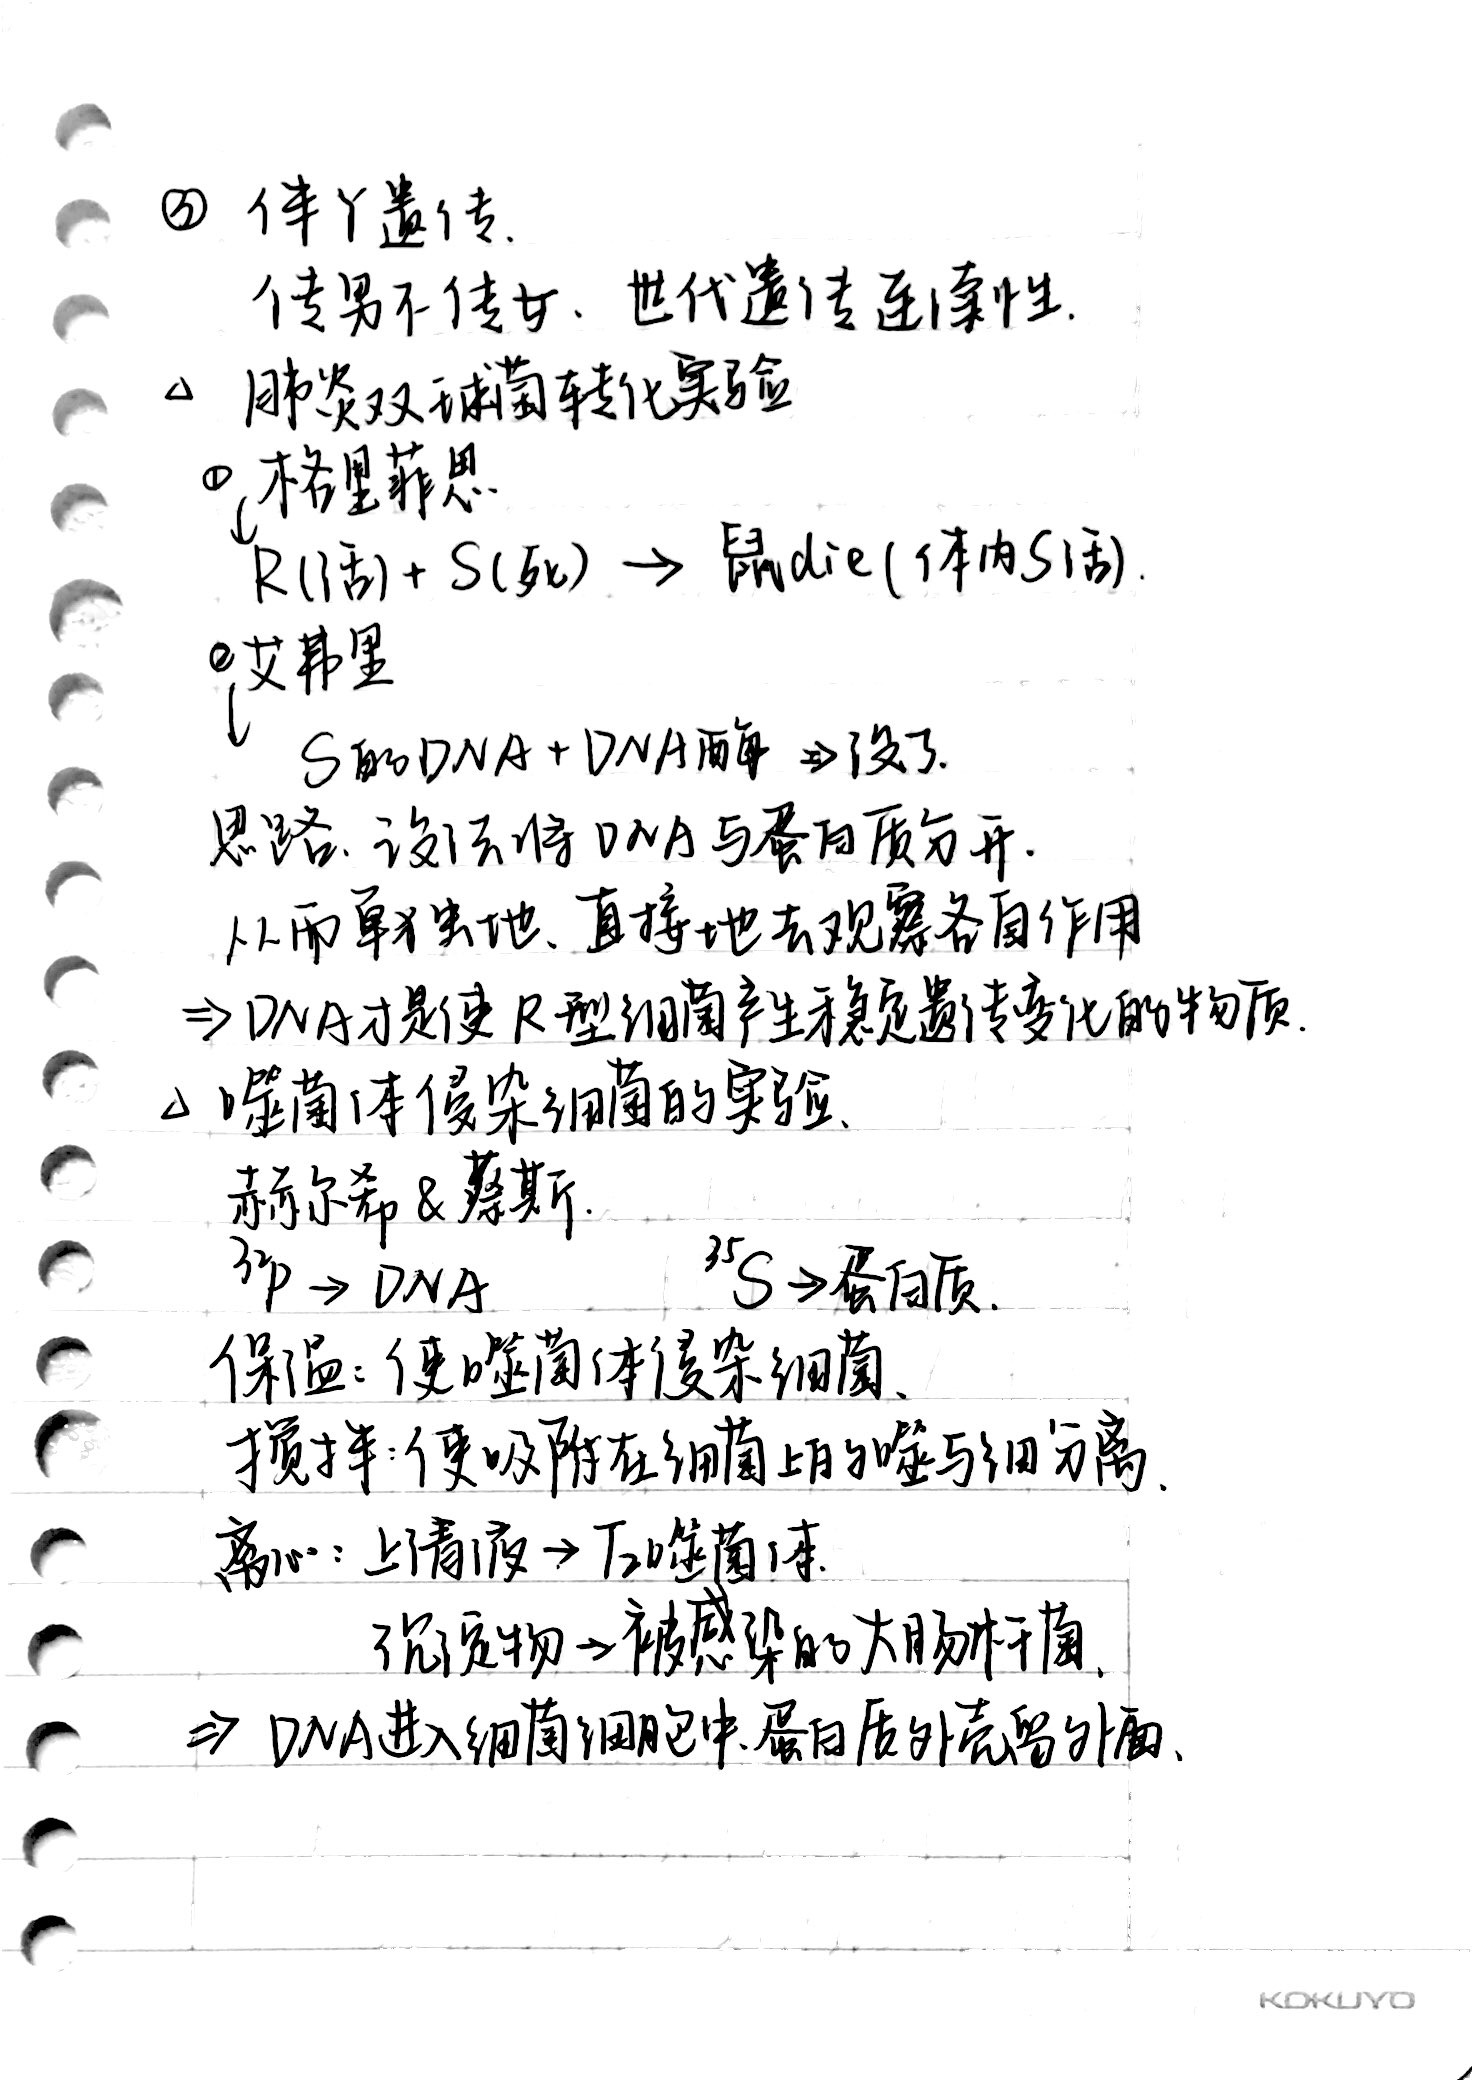 ③ 伴Y遗传.
传男不传女、世代遗传连续性.
△ 肺炎双球菌转化实验
① 格里菲思.
↓ R(活)+S(死) → 鼠die(体内S活).
② 艾弗里
↓ S的DNA+DNA酶 ⇒没了.
思路、设法将DNA与蛋白质分开.
从而单独地、直接地去观察各自作用
⇒DNA才是使R型细菌产生稳定遗传变化的物质.
△ 噬菌体侵染细菌的实验、
赫尔希&蔡斯.
³²P→DNA ³⁵S→蛋白质.
保温:使噬菌体侵染细菌、
搅拌:使吸附在细菌上的噬与细分离、
离心:上清液→T₂噬菌体.
沉淀物→被感染的大肠杆菌、
⇒ DNA进入细菌细胞中、蛋白质外壳留外面、
KOKUYO